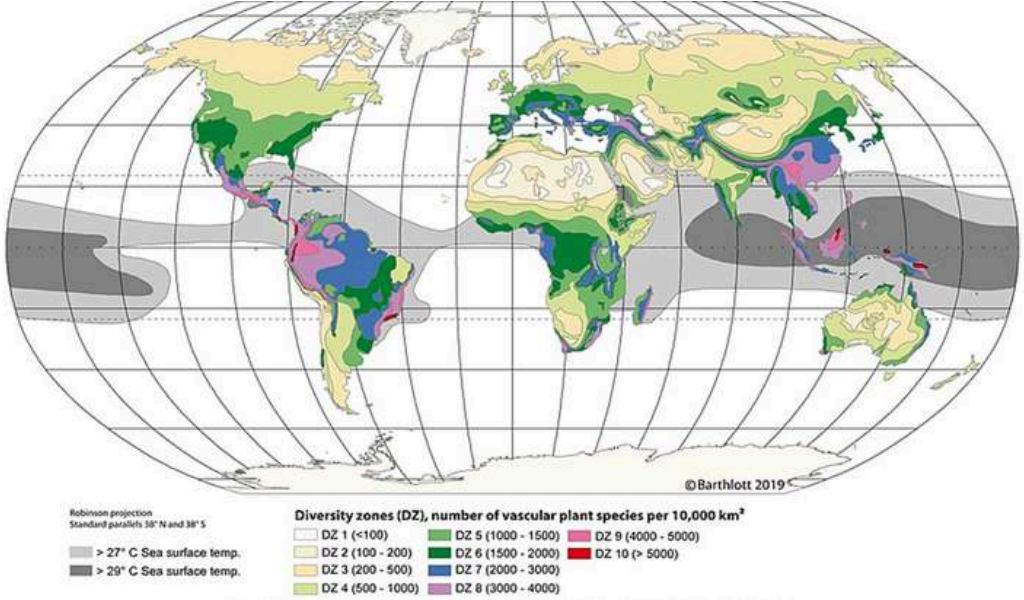 ©Barthlott 2019
Robinson projection
Standard parallels 38° N and 38° S
> 27° C Sea surface temp.
> 29° C Sea surface temp.
Diversity zones (DZ), number of vascular plant species per 10,000 km²
DZ 1 (<100)
DZ 2 (100 - 200)
DZ 3 (200 - 500)
DZ 4 (500 - 1000)
DZ 5 (1000 - 1500)
DZ 6 (1500 - 2000)
DZ 7 (2000 - 3000)
DZ 8 (3000 - 4000)
DZ 9 (4000 - 5000)
DZ 10 (> 5000)